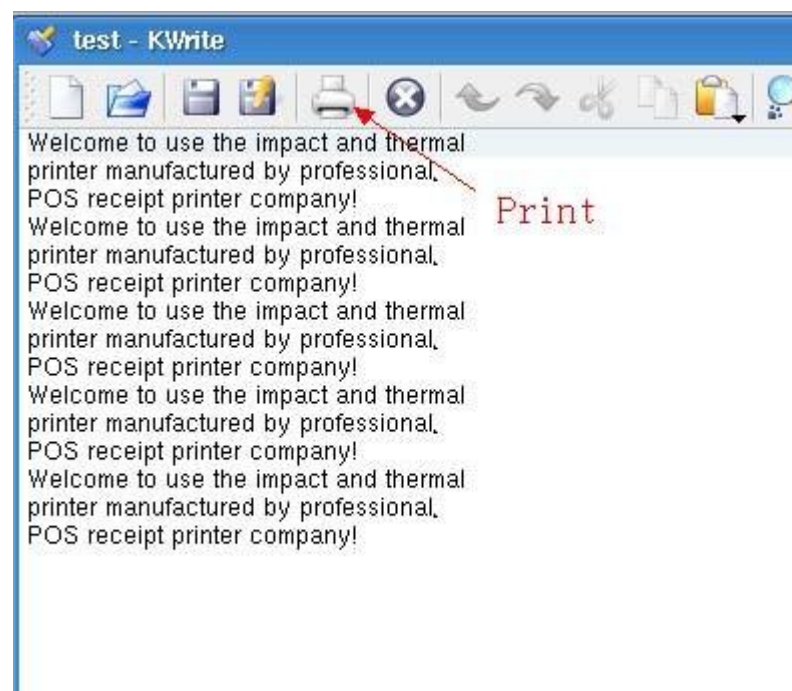 test - KWrite
Welcome to use the impact and thermal
printer manufactured by professional,
POS receipt printer company!
Print
Welcome to use the impact and thermal
printer manufactured by professional,
POS receipt printer company!
Welcome to use the impact and thermal
printer manufactured by professional,
POS receipt printer company!
Welcome to use the impact and thermal
printer manufactured by professional,
POS receipt printer company!
Welcome to use the impact and thermal
printer manufactured by professional,
POS receipt printer company!